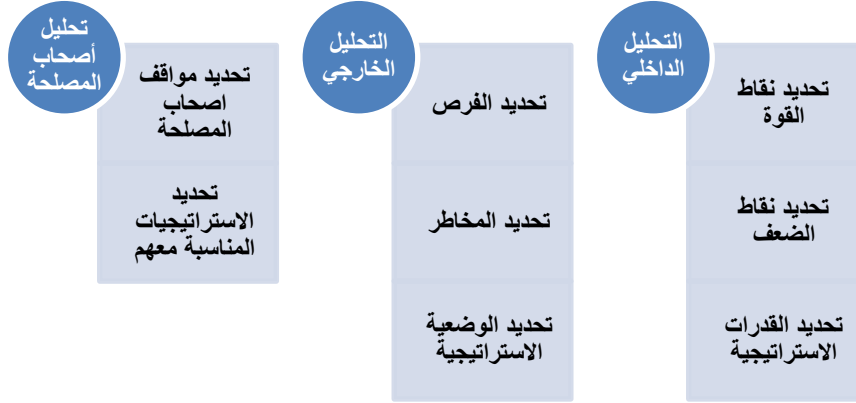 التحليل
الداخلي
تحديد نقاط
القوة
تحديد نقاط
الضعف
تحديد القدرات
الاستراتيجية
التحليل
الخارجي
تحديد الفرص
تحديد المخاطر
تحديد الوضعية
الاستراتيجية
تحليل
أصحاب
المصلحة
تحديد مواقف
اصحاب
المصلحة
تحديد
الاستراتيجيات
المناسبة معهم